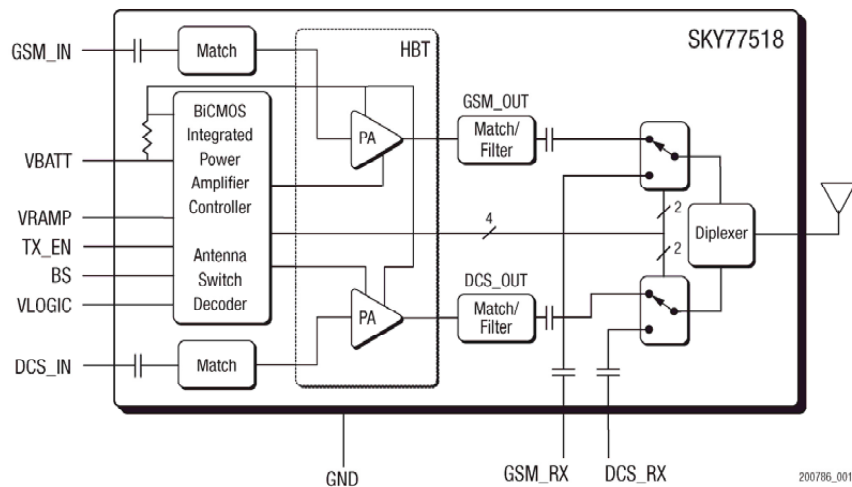 SKY77518
GSM_IN
Match
HBT
BiCMOS
Integrated
Power
Amplifier
Controller
Antenna
Switch
Decoder
VBATT
VRAMP
TX_EN
BS
VLOGIC
DCS_IN
Match
PA
PA
GSM_OUT
Match/
Filter
4
2
2
Diplexer
DCS_OUT
Match/
Filter
GND
GSM_RX
DCS_RX
200786_001